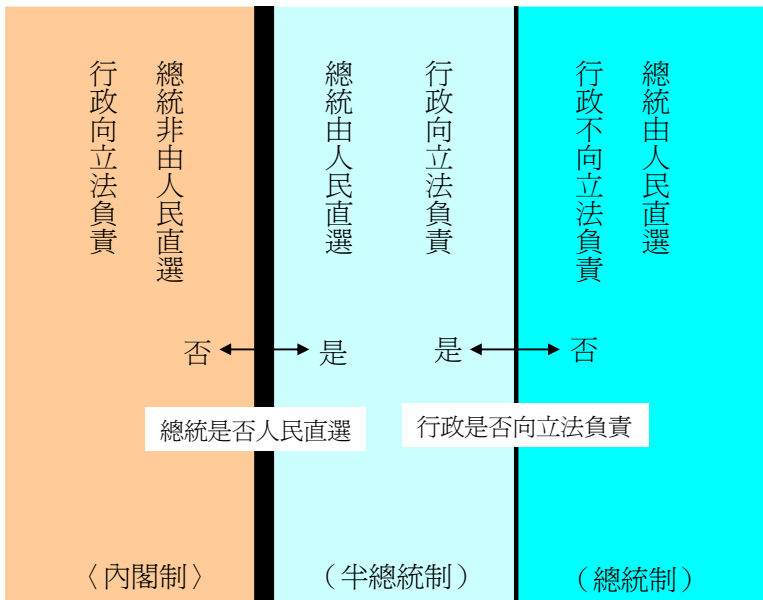 總統非由人民直選
行政向立法負責
總統由人民直選
行政向立法負責
總統由人民直選
行政不向立法負責
否
是
是
否
總統是否人民直選
行政是否向立法負責
〈內閣制〉
（半總統制）
（總統制）